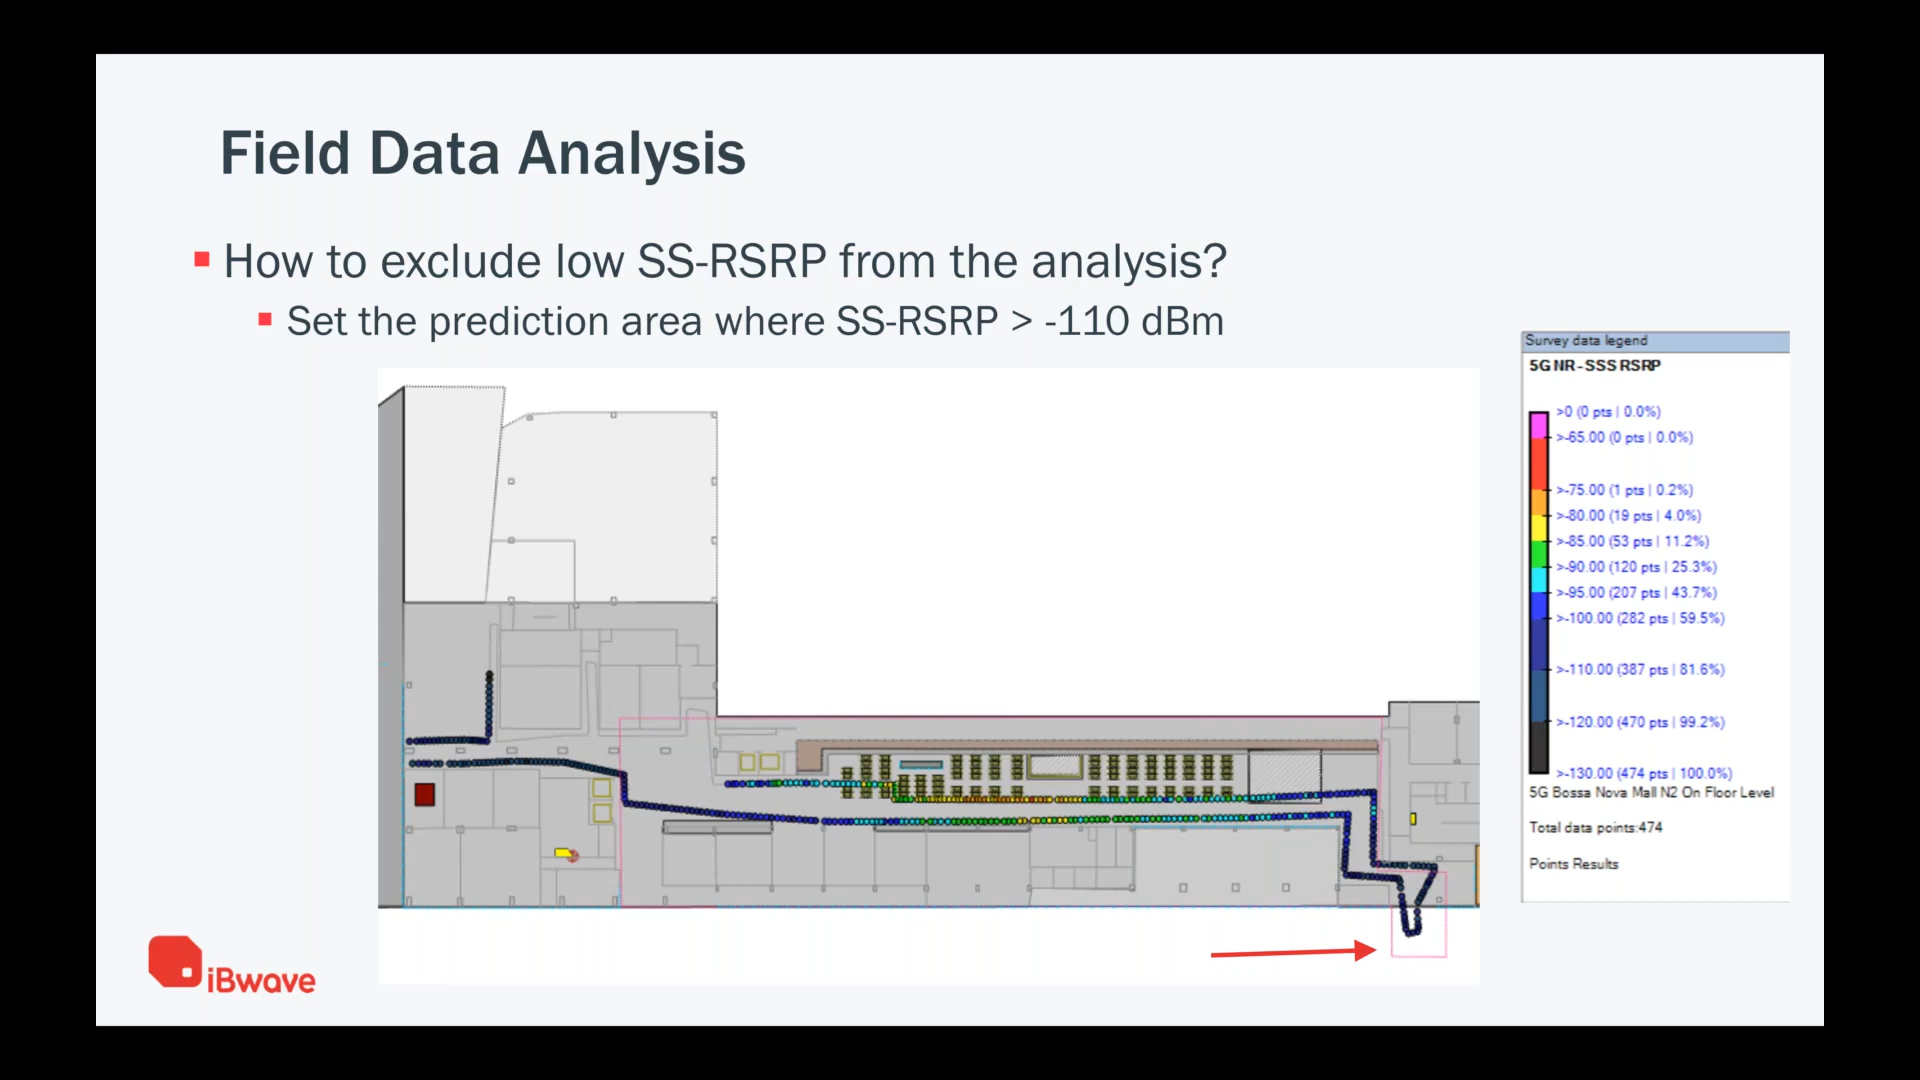 Field Data Analysis
How to exclude low SS-RSRP from the analysis?
Set the prediction area where SS-RSRP > -110 dBm
Survey data legend
5G NR - SSS RSRP
>0 (0 pts | 0.0%)
>-65.00 (0 pts | 0.0%)
>-75.00 (1 pts | 0.2%)
>-80.00 (19 pts | 4.0%)
>-85.00 (53 pts | 11.2%)
>-90.00 (120 pts | 25.3%)
>-95.00 (207 pts | 43.7%)
>-100.00 (282 pts | 59.5%)
>-110.00 (387 pts | 81.6%)
>-120.00 (470 pts | 99.2%)
>-130.00 (474 pts | 100.0%)
5G Bossa Nova Mall N2 On Floor Level
Total data points:474
Points Results
iBwave